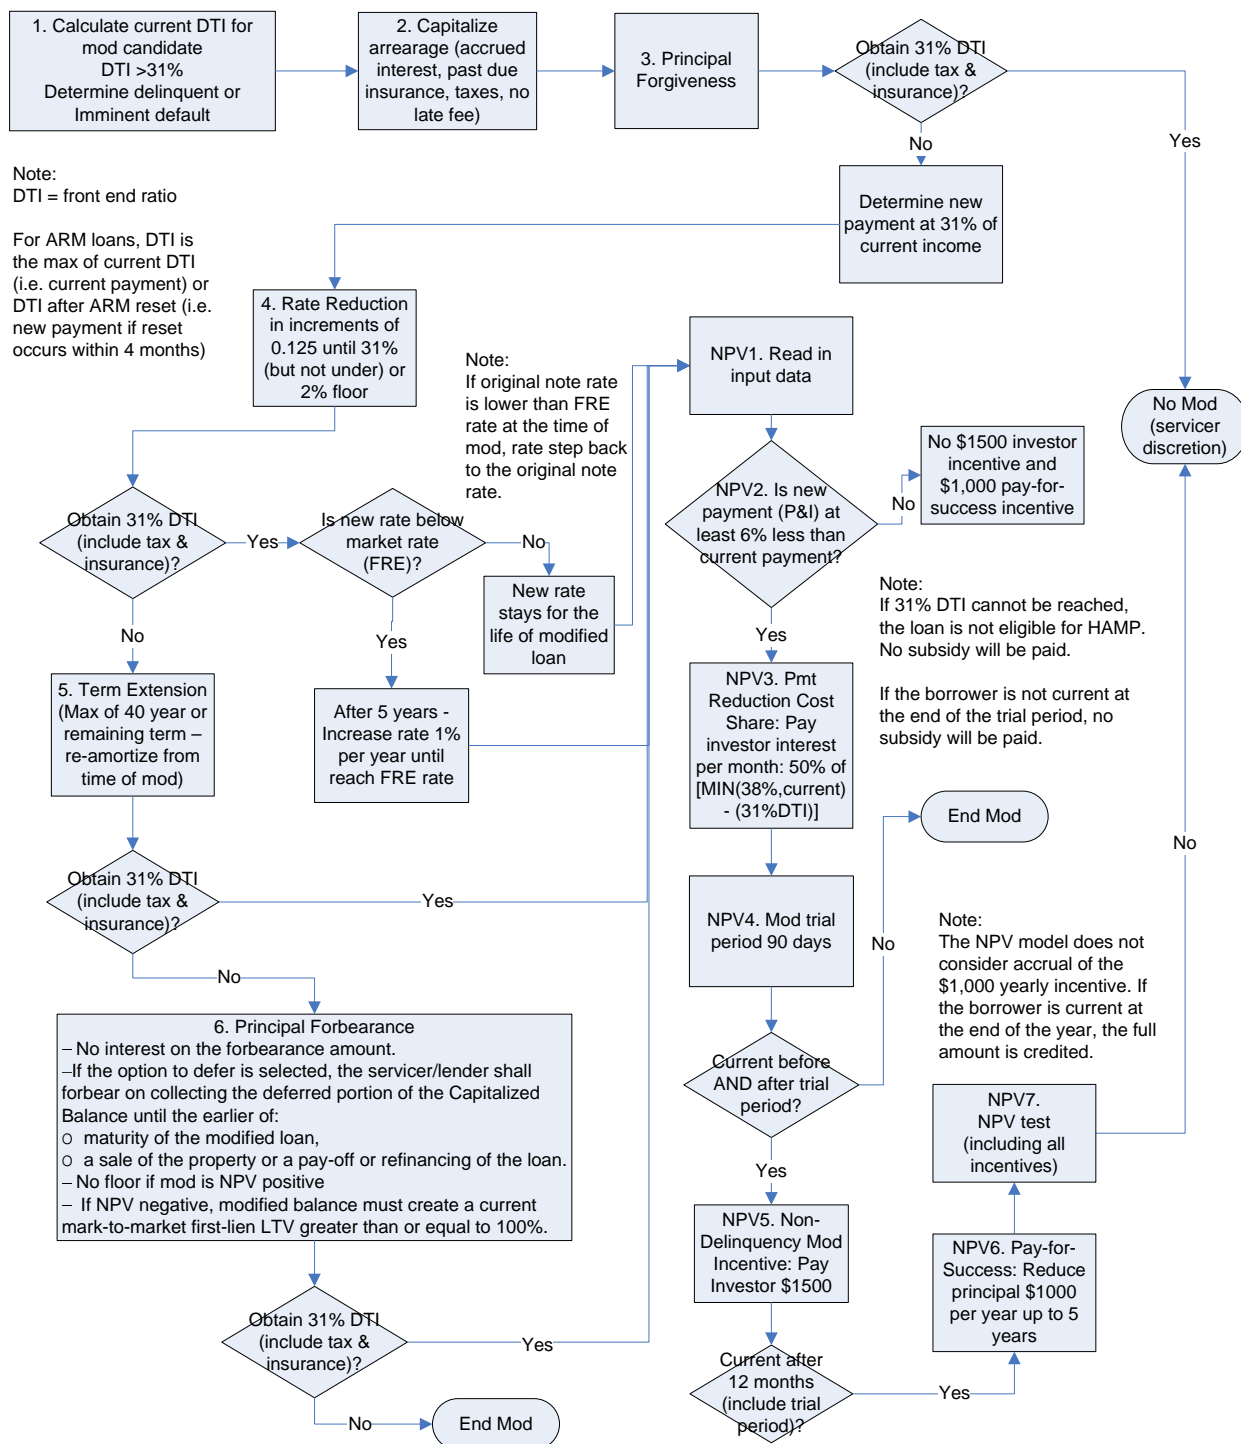 1. Calculate current DTI for
mod candidate
DTI >31%
Determine delinquent or
Imminent default
2. Capitalize
arrearage (accrued
interest, past due
insurance, taxes, no
late fee)
3. Principal
Forgiveness
Obtain 31% DTI
(include tax &
insurance)?
Yes
No
Note:
DTI = front end ratio
For ARM loans, DTI is
the max of current DTI
(i.e. current payment) or
DTI after ARM reset (i.e.
new payment if reset
occurs within 4 months)
Determine new
payment at 31% of
current income
4. Rate Reduction
in increments of
0.125 until 31%
(but not under) or
2% floor
Note:
If original note rate
is lower than FRE
rate at the time of
mod, rate step back
to the original note
rate.
NPV1. Read in
input data
No Mod
(servicer
discretion)
Obtain 31% DTI
(include tax &
insurance)?
Yes
Is new rate below
market rate
(FRE)?
No
New rate
stays for the
life of modified
loan
NPV2. Is new
payment (P&I) at
least 6% less than
current payment?
No
No $1500 investor
incentive and
$1,000 pay-for-
success incentive
No
Yes
Yes
Note:
If 31% DTI cannot be reached,
the loan is not eligible for HAMP.
No subsidy will be paid.
If the borrower is not current at
the end of the trial period, no
subsidy will be paid.
5. Term Extension
(Max of 40 year or
remaining term –
re-amortize from
time of mod)
After 5 years -
Increase rate 1%
per year until
reach FRE rate
NPV3. Pmt
Reduction Cost
Share: Pay
investor interest
per month: 50% of
[MIN(38%,current)
- (31%DTI)]
End Mod
No
Obtain 31% DTI
(include tax &
insurance)?
Yes
NPV4. Mod trial
period 90 days
No
Note:
The NPV model does not
consider accrual of the
$1,000 yearly incentive. If
the borrower is current at
the end of the year, the full
amount is credited.
No
6. Principal Forbearance
– No interest on the forbearance amount.
–If the option to defer is selected, the servicer/lender shall
forbear on collecting the deferred portion of the Capitalized
Balance until the earlier of:
o maturity of the modified loan,
o a sale of the property or a pay-off or refinancing of the loan.
– No floor if mod is NPV positive
– If NPV negative, modified balance must create a current
mark-to-market first-lien LTV greater than or equal to 100%.
Current before
AND after trial
period?
NPV7.
NPV test
(including all
incentives)
Yes
NPV5. Non-
Delinquency Mod
Incentive: Pay
Investor $1500
NPV6. Pay-for-
Success: Reduce
principal $1000
per year up to 5
years
Obtain 31% DTI
(include tax &
insurance)?
Yes
Current after
12 months
(include trial
period)?
Yes
No
End Mod